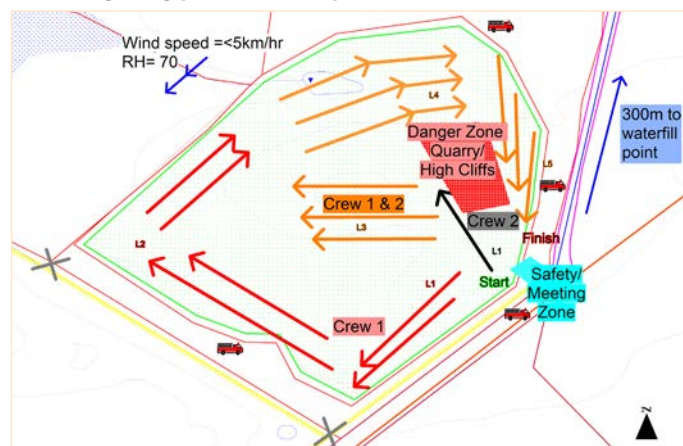 Wind speed =<5km/hr
RH= 70
L4
Danger Zone
Quarry/
High Cliffs
300m to
waterfill
point
L5
Crew 1 & 2
Crew 2
L3
L2
Finish
L1
L1
Start
Safety/
Meeting
Zone
Crew 1
N